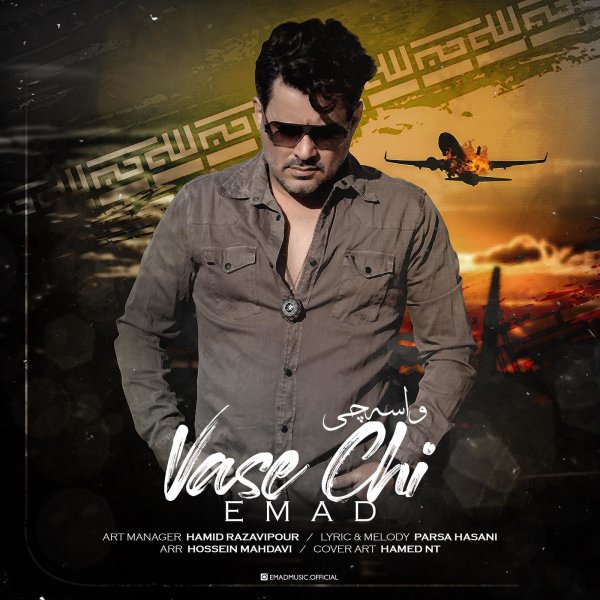 واسه چی
Vase Chi
EMAD
ART MANAGER HAMID RAZAVIPOUR / LYRIC & MELODY PARSA HASANI
ARR HOSSEIN MAHDAVI / COVER ART HAMED NT
EMADMUSIC.OFFICIAL